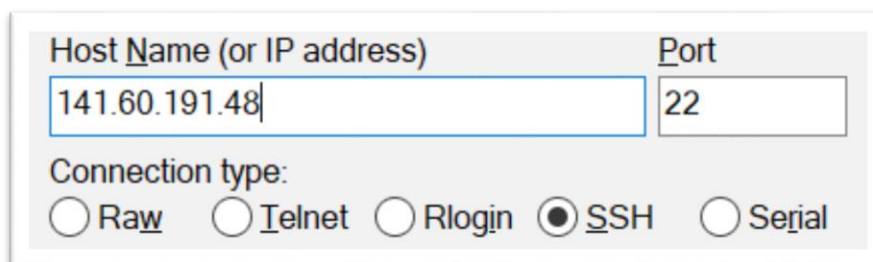 Host Name (or IP address) Port
141.60.191.48 22
Connection type:
Raw Telnet Rlogin SSH Serial